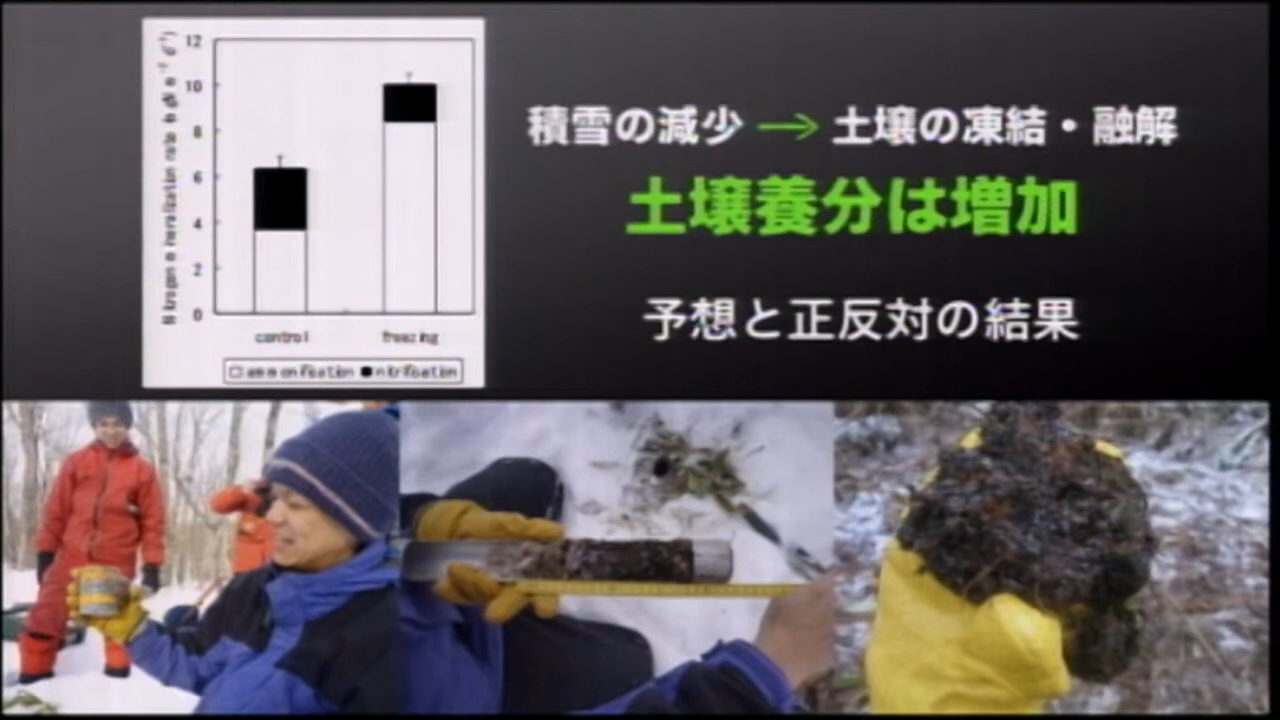 12
10
8
6
4
2
0
control
freezing
ammonification nitrification
積雪の減少 → 土壌の凍結・融解
土壌養分は増加
予想と正反対の結果